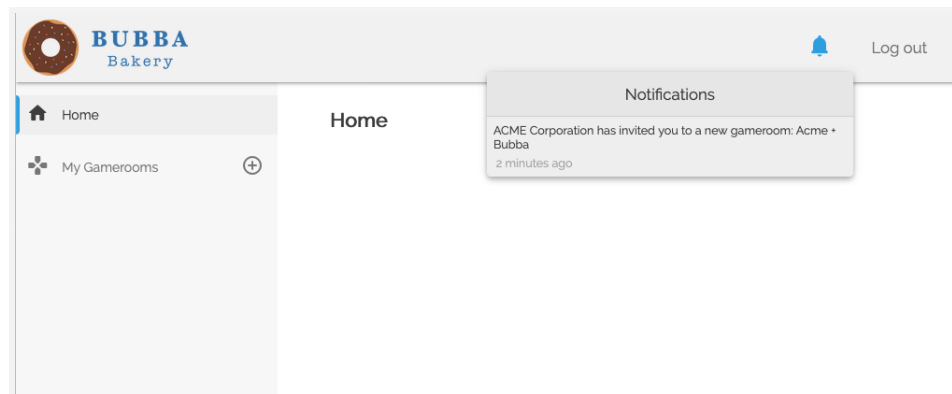 BUBBA
Bakery
Log out
Notifications
ACME Corporation has invited you to a new gameroom: Acme +
Bubba
2 minutes ago
Home
My Gamerooms
Home